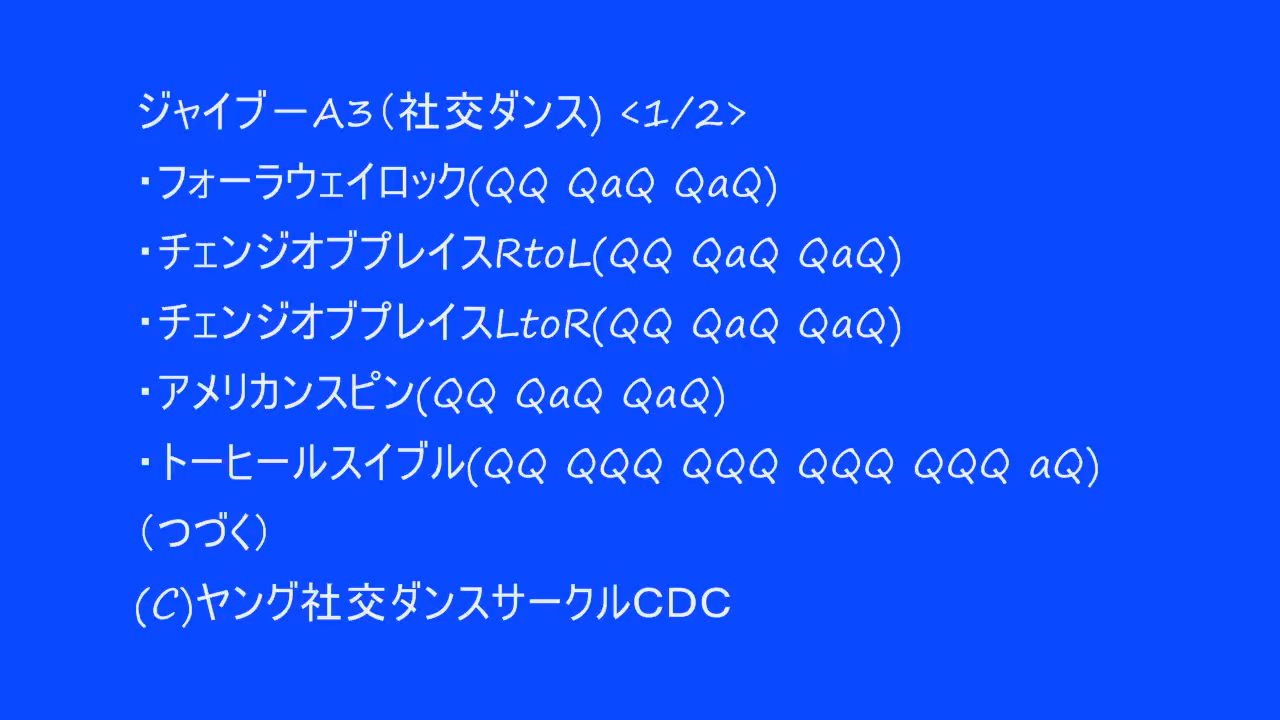 ジャイブーA3(社交ダンス) <1/2>
・フォーラウェイロック(QQ QaQ QaQ)
・チェンジオブプレイスRtoL(QQ QaQ QaQ)
・チェンジオブプレイスLtoR(QQ QaQ QaQ)
・アメリカンスピン(QQ QaQ QaQ)
・トーヒールスイブル(QQ QQQ QQQ QQQ QQQ aQ)
(つづく)
(C)ヤング社交ダンスサークルCDC